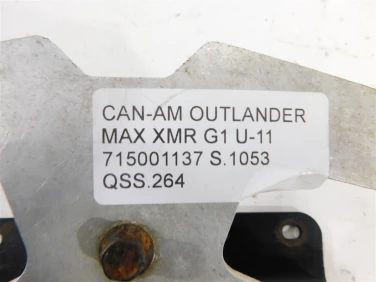 CAN-AM OUTLANDER
MAX XMR G1 U-11
715001137 S.1053
QSS.264